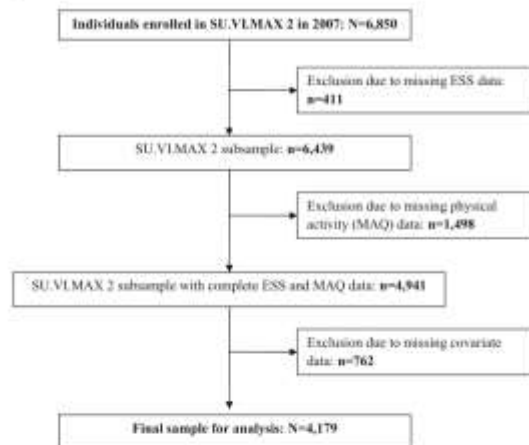 Individuals enrolled in SU.VI.MAX 2 in 2007: N=6,850
Exclusion due to missing ESS data:
n=411
SU.VI.MAX 2 subsample: n=6,439
Exclusion due to missing physical
activity (MAQ) data: n=1,498
SU.VI.MAX 2 subsample with complete ESS and MAQ data: n=4,941
Exclusion due to missing covariate
data: n=762
Final sample for analysis: N=4,179